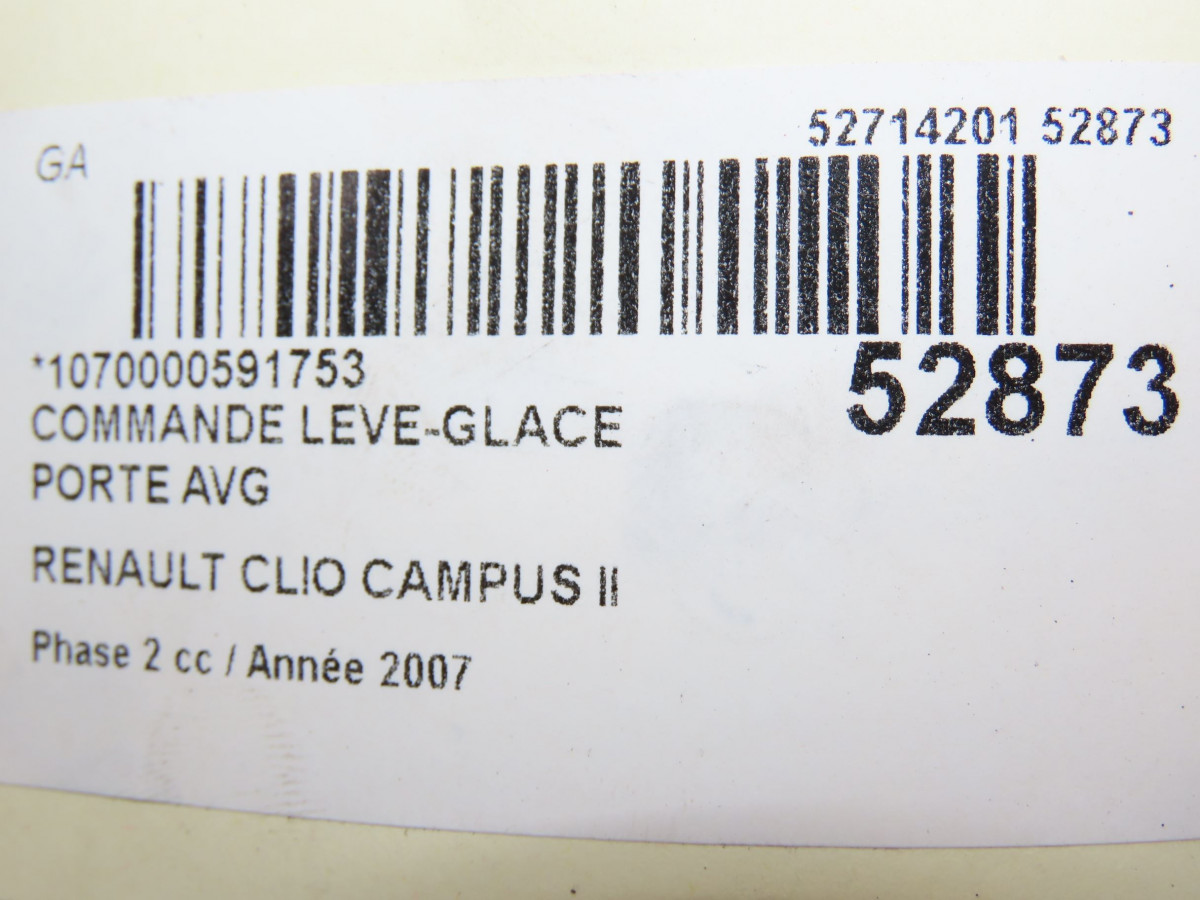 GA
52714201 52873
*1070000591753
52873
COMMANDE LEVE-GLACE
PORTE AVG
RENAULT CLIO CAMPUS II
Phase 2 cc / Année 2007